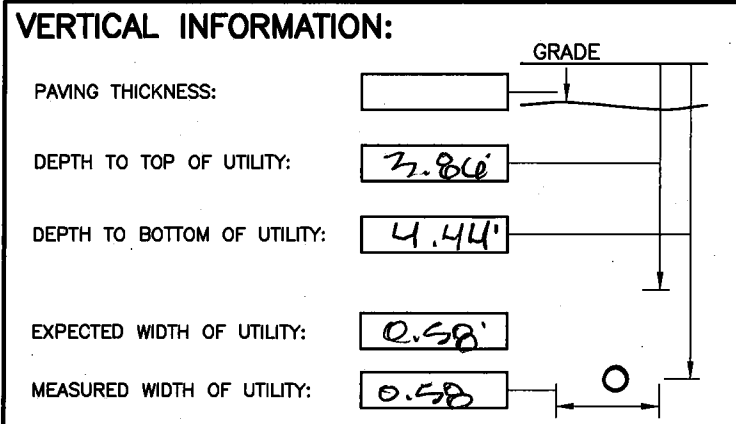 VERTICAL INFORMATION:
GRADE
PAVING THICKNESS:
DEPTH TO TOP OF UTILITY: 3.86'
DEPTH TO BOTTOM OF UTILITY: 4.44'
EXPECTED WIDTH OF UTILITY: 0.58'
MEASURED WIDTH OF UTILITY: 0.58